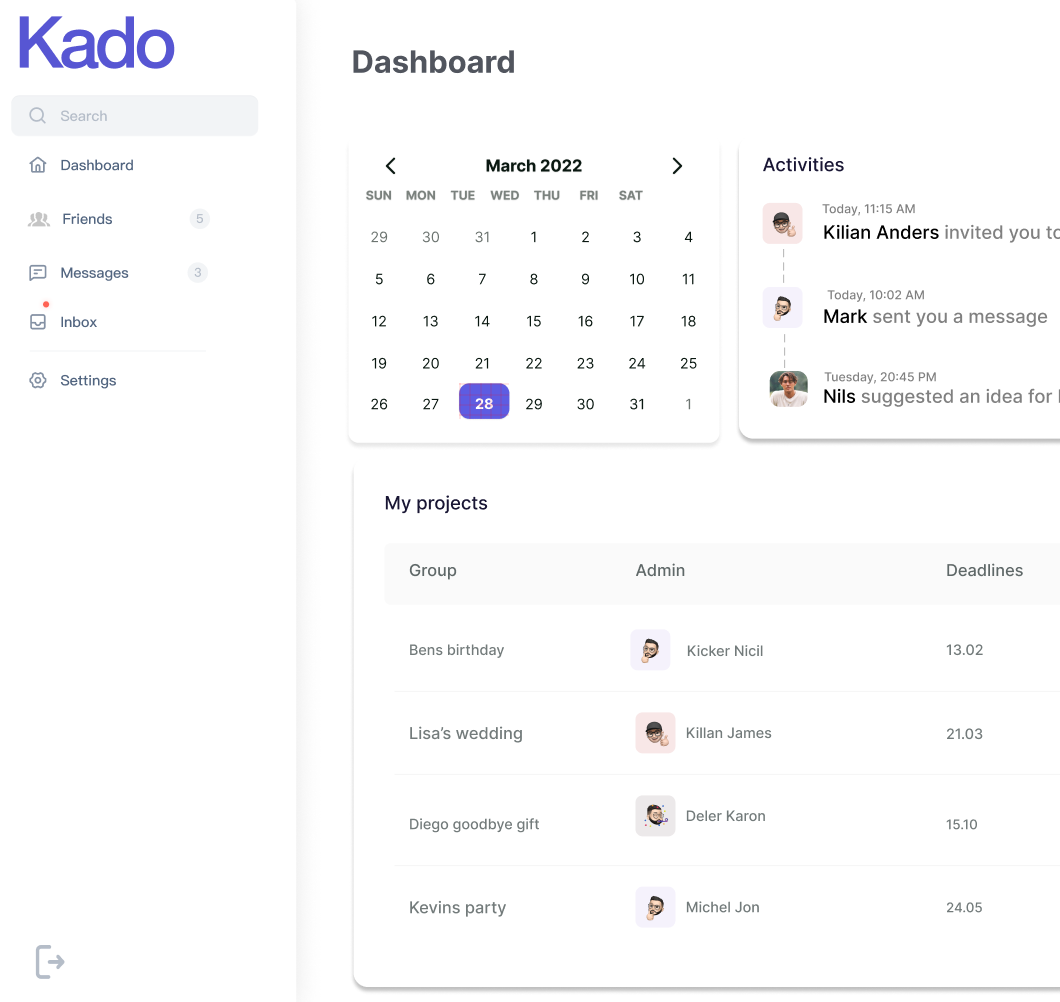 Kado
Search
Dashboard
Friends 5
Messages 3
Inbox
Settings
Dashboard
March 2022
SUN MON TUE WED THU FRI SAT
29 30 31 1 2 3 4
5 6 7 8 9 10 11
12 13 14 15 16 17 18
19 20 21 22 23 24 25
26 27 28 29 30 31 1
Activities
Today, 11:15 AM
Kilian Anders invited you to
Today, 10:02 AM
Mark sent you a message
Tuesday, 20:45 PM
Nils suggested an idea for
My projects
Group Admin Deadlines
Bens birthday Kicker Nicil 13.02
Lisa’s wedding Killan James 21.03
Diego goodbye gift Deler Karon 15.10
Kevins party Michel Jon 24.05